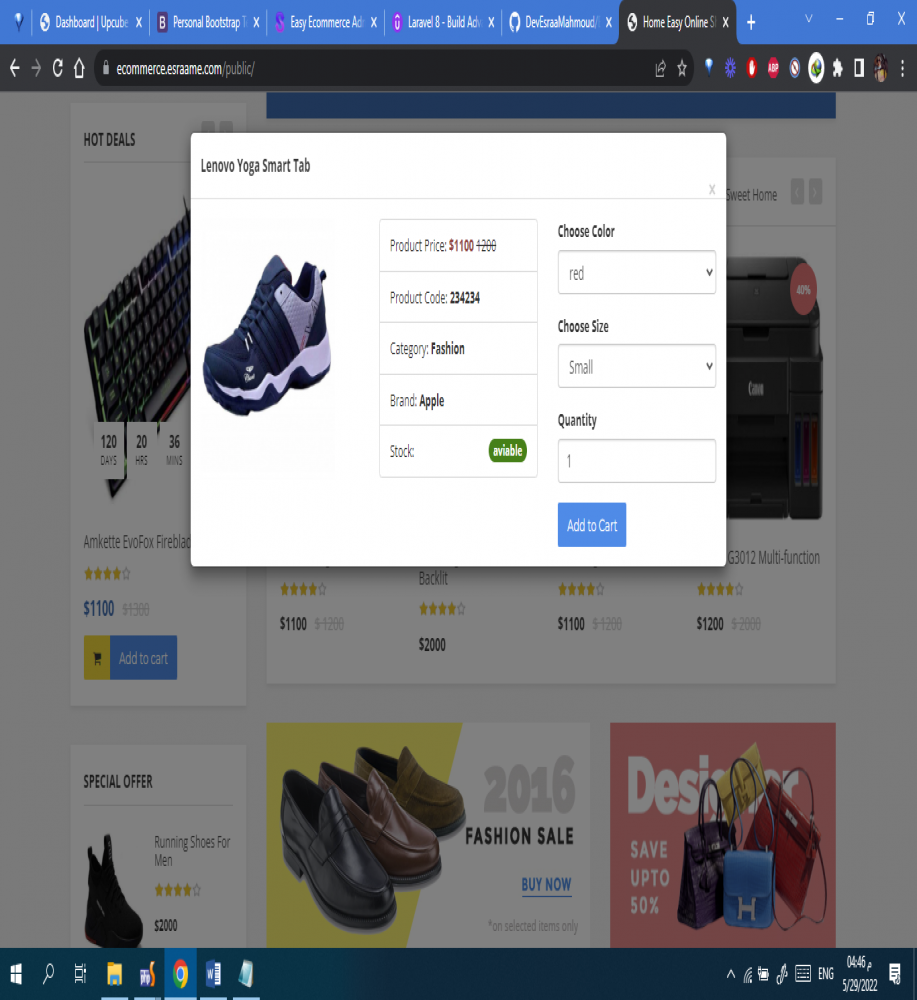 Dashboard | Upcube
Personal Bootstrap T
Easy Ecommerce Ad
Laravel 8 - Build Adv
DevEsraaMahmoud/
Home Easy Online S
ecommerce.esraame.com/public/
ABP
HOT DEALS
Lenovo Yoga Smart Tab
x
Sweet Home
Product Price: $1100 1200
Product Code: 234234
Category: Fashion
Brand: Apple
Stock: aviable
Choose Color
red
Choose Size
Small
Quantity
1
Add to Cart
40%
Canon
120 20 36
DAYS HRS MINS
Amkette EvoFox Fireblad
$1100 $1300
Add to cart
Backlit
G3012 Multi-function
$1100 $1200
$2000
$1100 $1200
$1200 $2000
SPECIAL OFFER
Running Shoes For
Men
$2000
2016
FASHION SALE
BUY NOW
*on selected items only
Designer
SAVE
UPTO
50%
H
ENG
04:46 م
5/29/2022